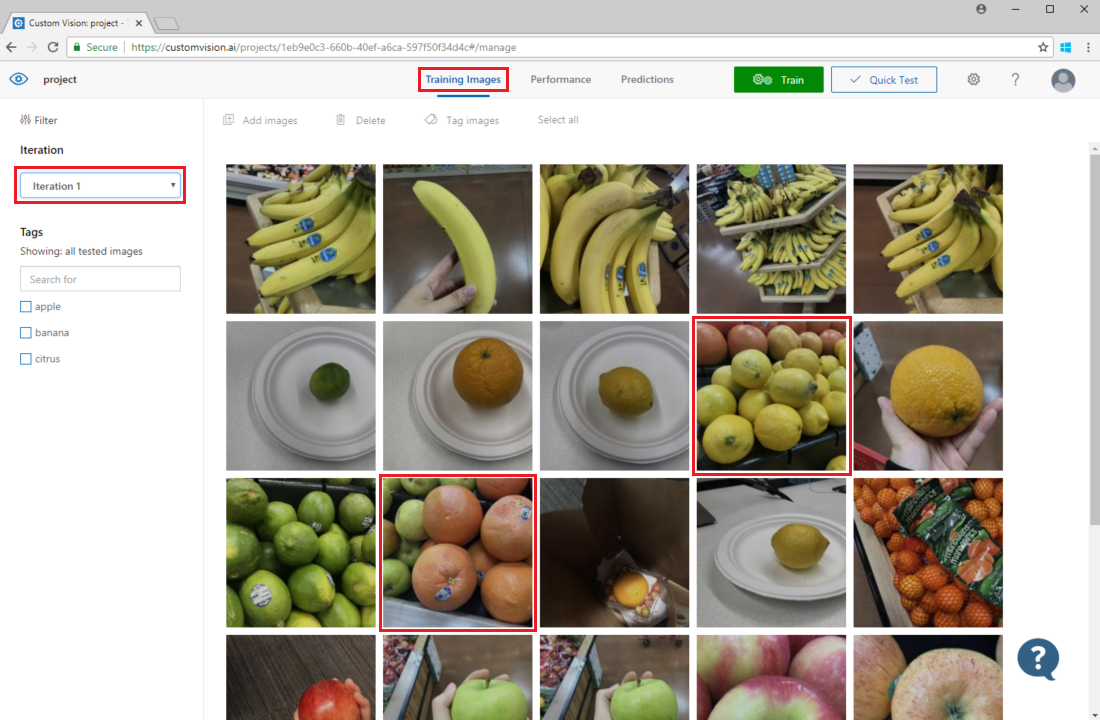 Custom Vision: project -
Secure
https://customvision.ai/projects/1eb9e0c3-660b-40ef-a6ca-597f50f34d4c#/manage
project
Training Images
Performance
Predictions
Train
Quick Test
?
Filter
Add images
Delete
Tag images
Select all
Iteration
Iteration 1
Tags
Showing: all tested images
Search for
apple
banana
citrus
?